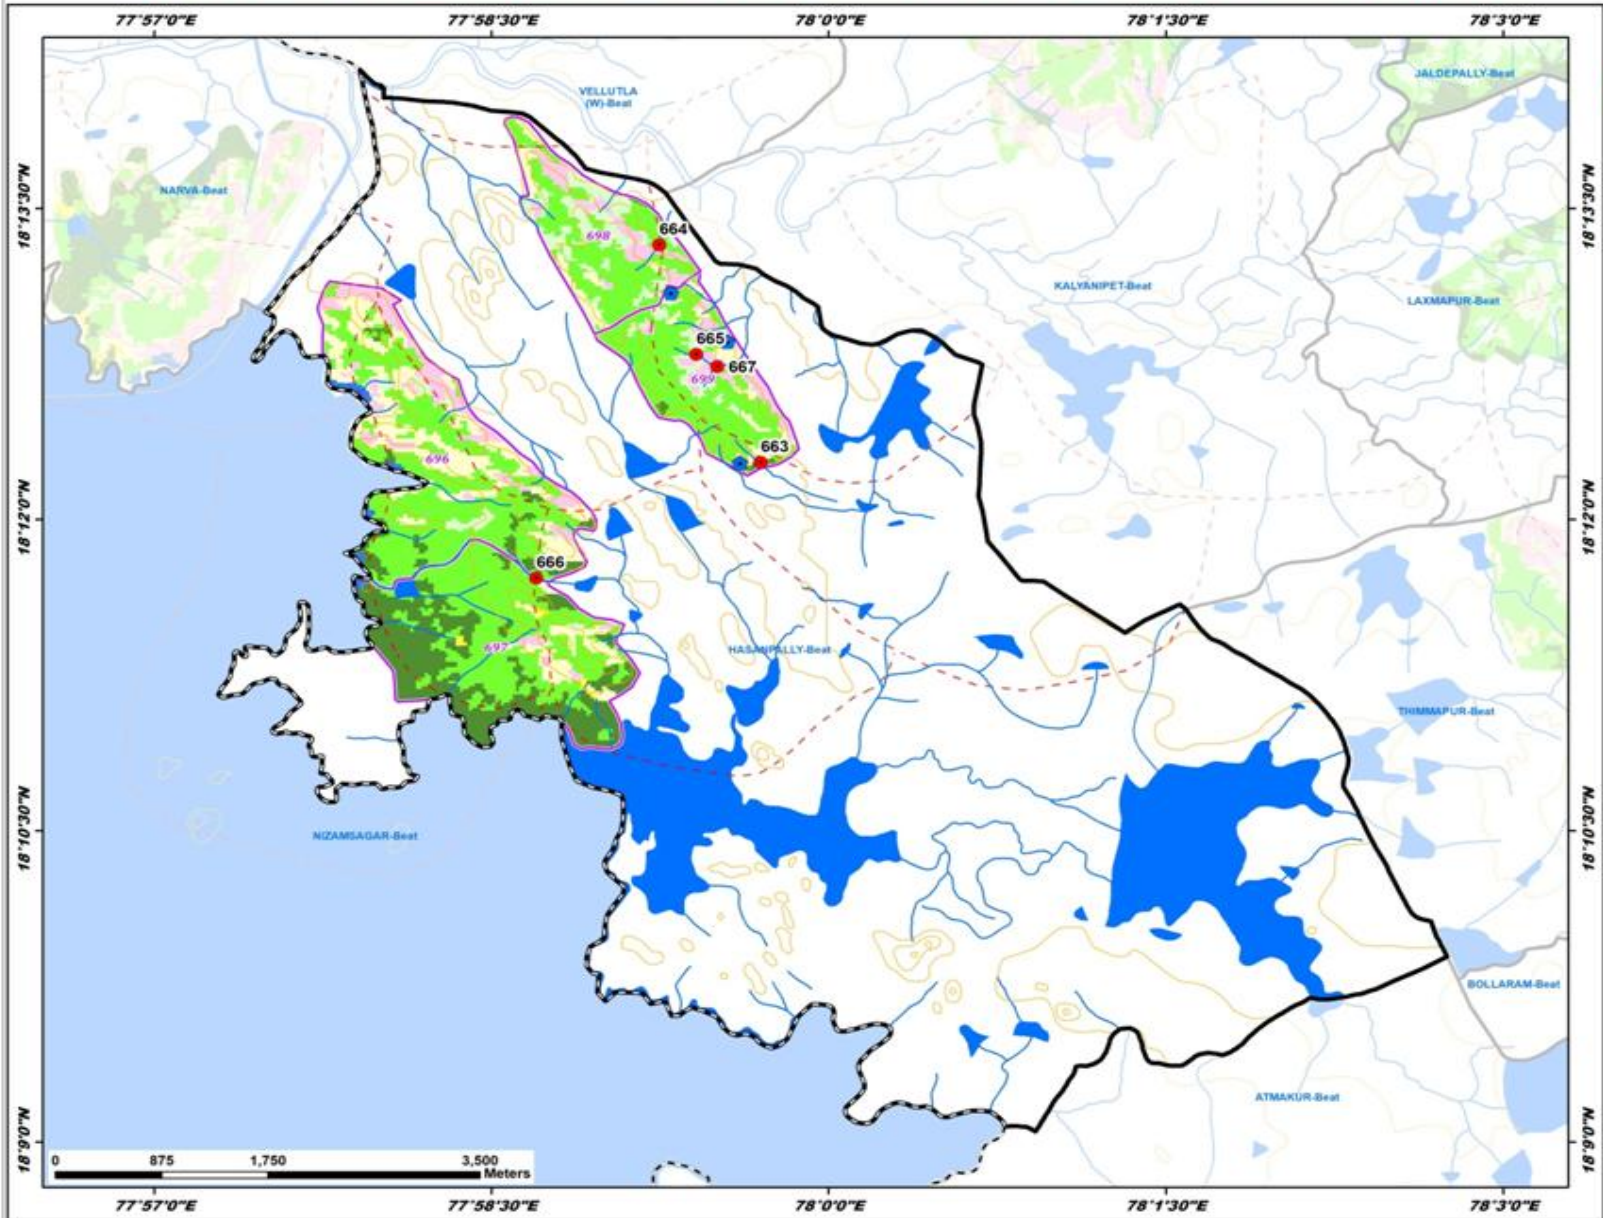 77°57'0"E
77°58'30"E
78°0'0"E
78°1'30"E
78°3'0"E
JALDEPALLY-Beat
VELLUTLA
(W)-Beat
NARVA-Beat
18°13'30"N
18°13'30"N
664
698
KALYANIPET-Beat
LAXMAPUR-Beat
665
667
699
663
696
18°12'0"N
18°12'0"N
666
697
HASANPALLY-Beat
THIMMAPUR-Beat
NIZAMSAGAR-Beat
18°10'30"N
18°10'30"N
BOLLARAM-Beat
ATMAKUR-Beat
18°9'0"N
18°9'0"N
0 875 1,750 3,500
Meters
77°57'0"E
77°58'30"E
78°0'0"E
78°1'30"E
78°3'0"E